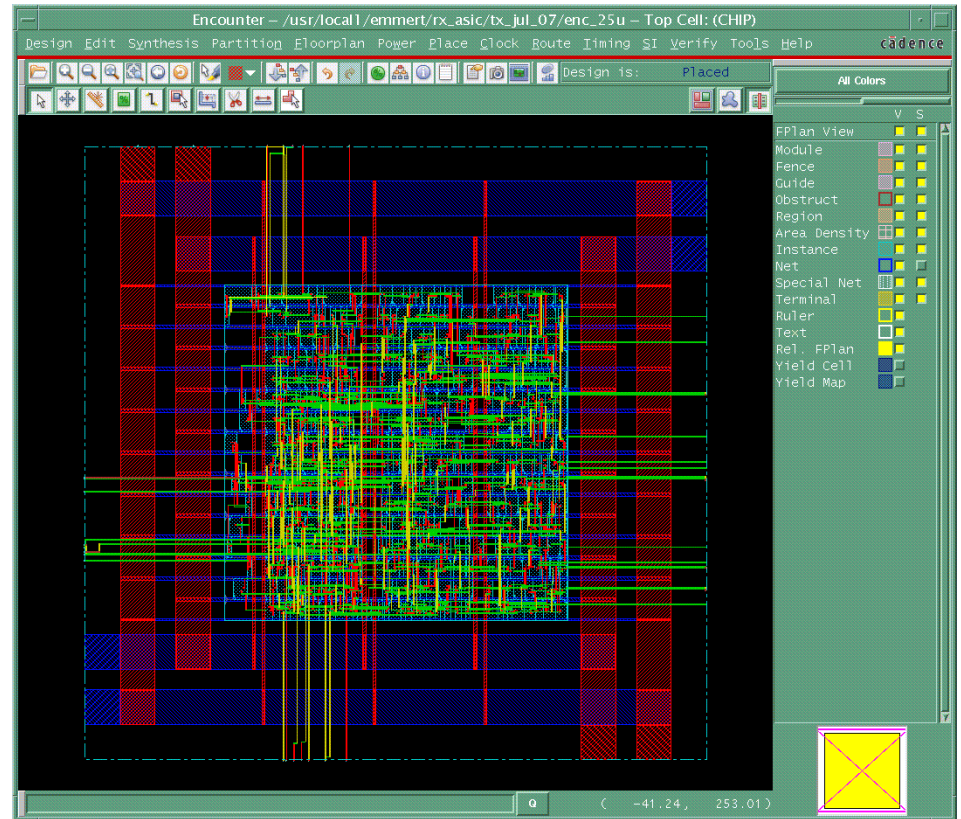 Encounter – /usr/local1/emmert/rx_asic/tx_jul_07/enc_25u – Top Cell: (CHIP)
Design Edit Synthesis Partition Floorplan Power Place Clock Route Timing SI Verify Tools Help cādence
Design is: Placed
All Colors
V S
FPlan View
Module
Fence
Guide
Obstruct
Region
Area Density
Instance
Net
Special Net
Terminal
Ruler
Text
Rel. FPlan
Yield Cell
Yield Map
Q ( -41.24, 253.01)